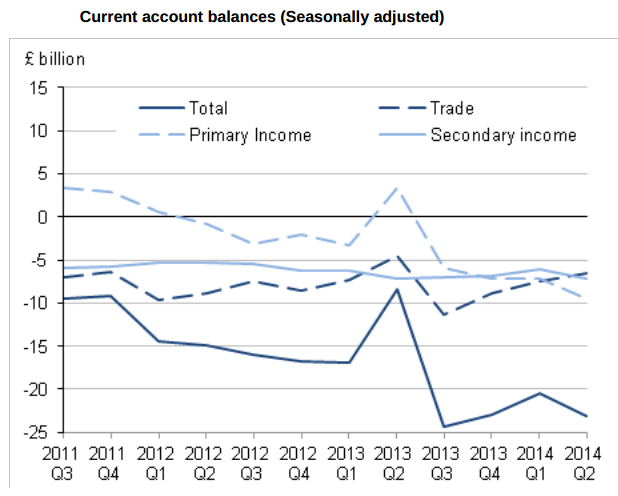 Current account balances (Seasonally adjusted)
£ billion
15
10
5
0
-5
-10
-15
-20
-25
Total
Trade
Primary Income
Secondary income
2011 2011 2012 2012 2012 2012 2013 2013 2013 2013 2014 2014
Q3 Q4 Q1 Q2 Q3 Q4 Q1 Q2 Q3 Q4 Q1 Q2